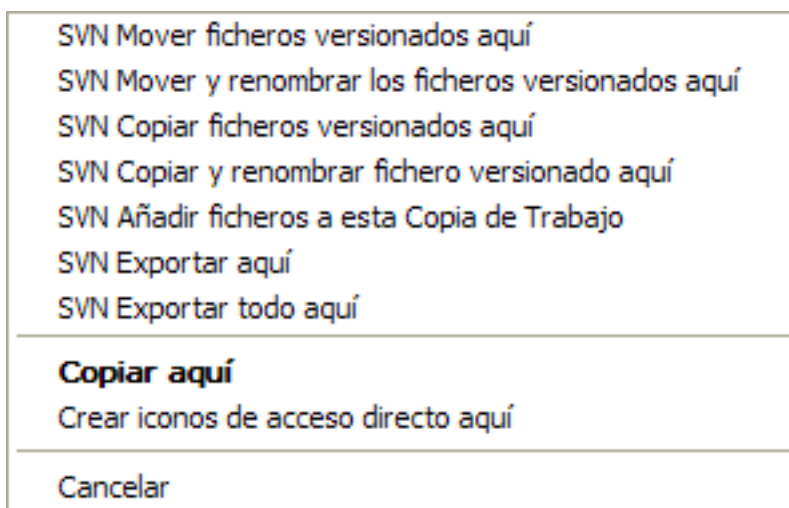 SVN Mover ficheros versionados aquí
SVN Mover y renombrar los ficheros versionados aquí
SVN Copiar ficheros versionados aquí
SVN Copiar y renombrar fichero versionado aquí
SVN Añadir ficheros a esta Copia de Trabajo
SVN Exportar aquí
SVN Exportar todo aquí
Copiar aquí
Crear iconos de acceso directo aquí
Cancelar